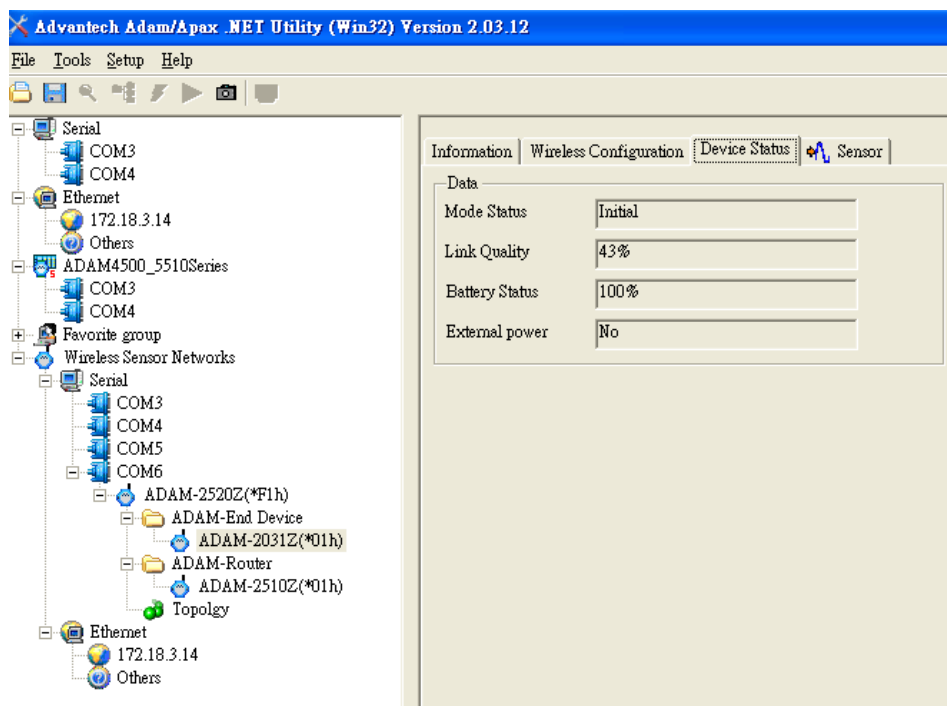 Advantech Adam/Apax .NET Utility (Win32) Version 2.03.12
File Tools Setup Help
Serial
COM3
COM4
Ethernet
172.18.3.14
Others
ADAM4500_5510Series
COM3
COM4
Favorite group
Wireless Sensor Networks
Serial
COM3
COM4
COM5
COM6
ADAM-2520Z(*F1h)
ADAM-End Device
ADAM-2031Z(*01h)
ADAM-Router
ADAM-2510Z(*01h)
Topolgy
Ethernet
172.18.3.14
Others
Information Wireless Configuration Device Status Sensor
Data
Mode Status Initial
Link Quality 43%
Battery Status 100%
External power No